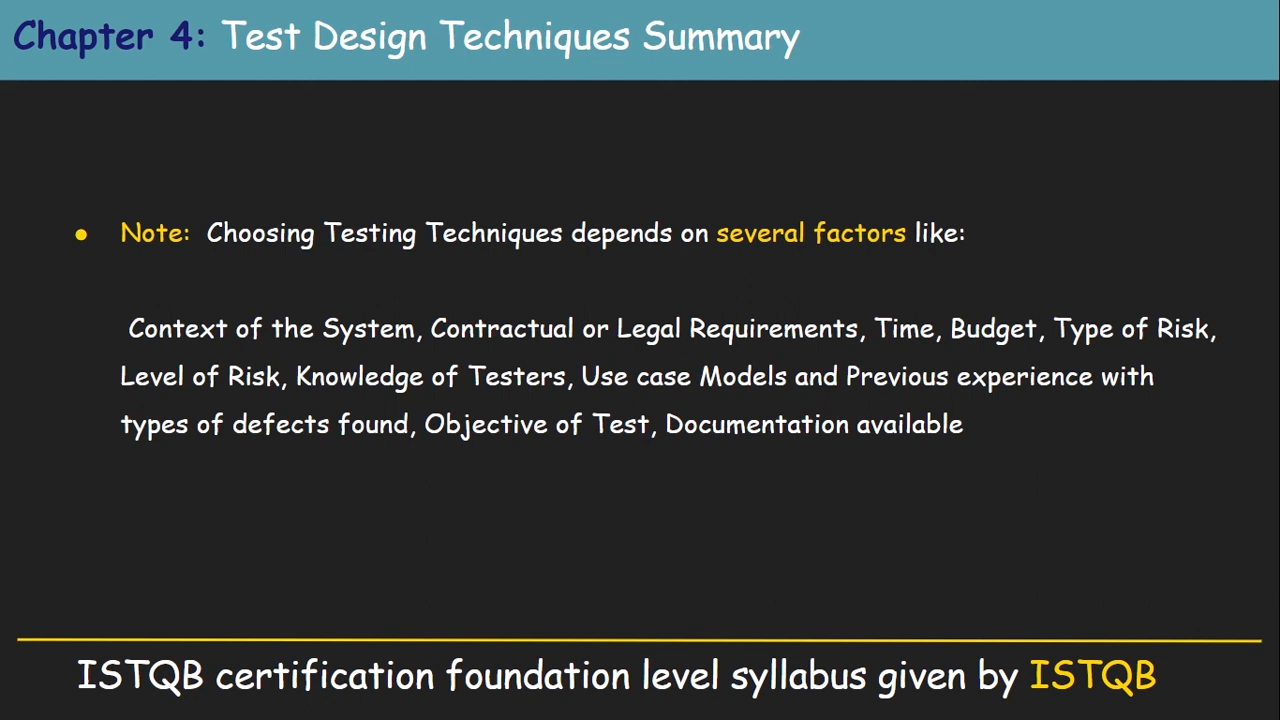 Chapter 4: Test Design Techniques Summary
● Note: Choosing Testing Techniques depends on several factors like:
Context of the System, Contractual or Legal Requirements, Time, Budget, Type of Risk,
Level of Risk, Knowledge of Testers, Use case Models and Previous experience with
types of defects found, Objective of Test, Documentation available
ISTQB certification foundation level syllabus given by ISTQB